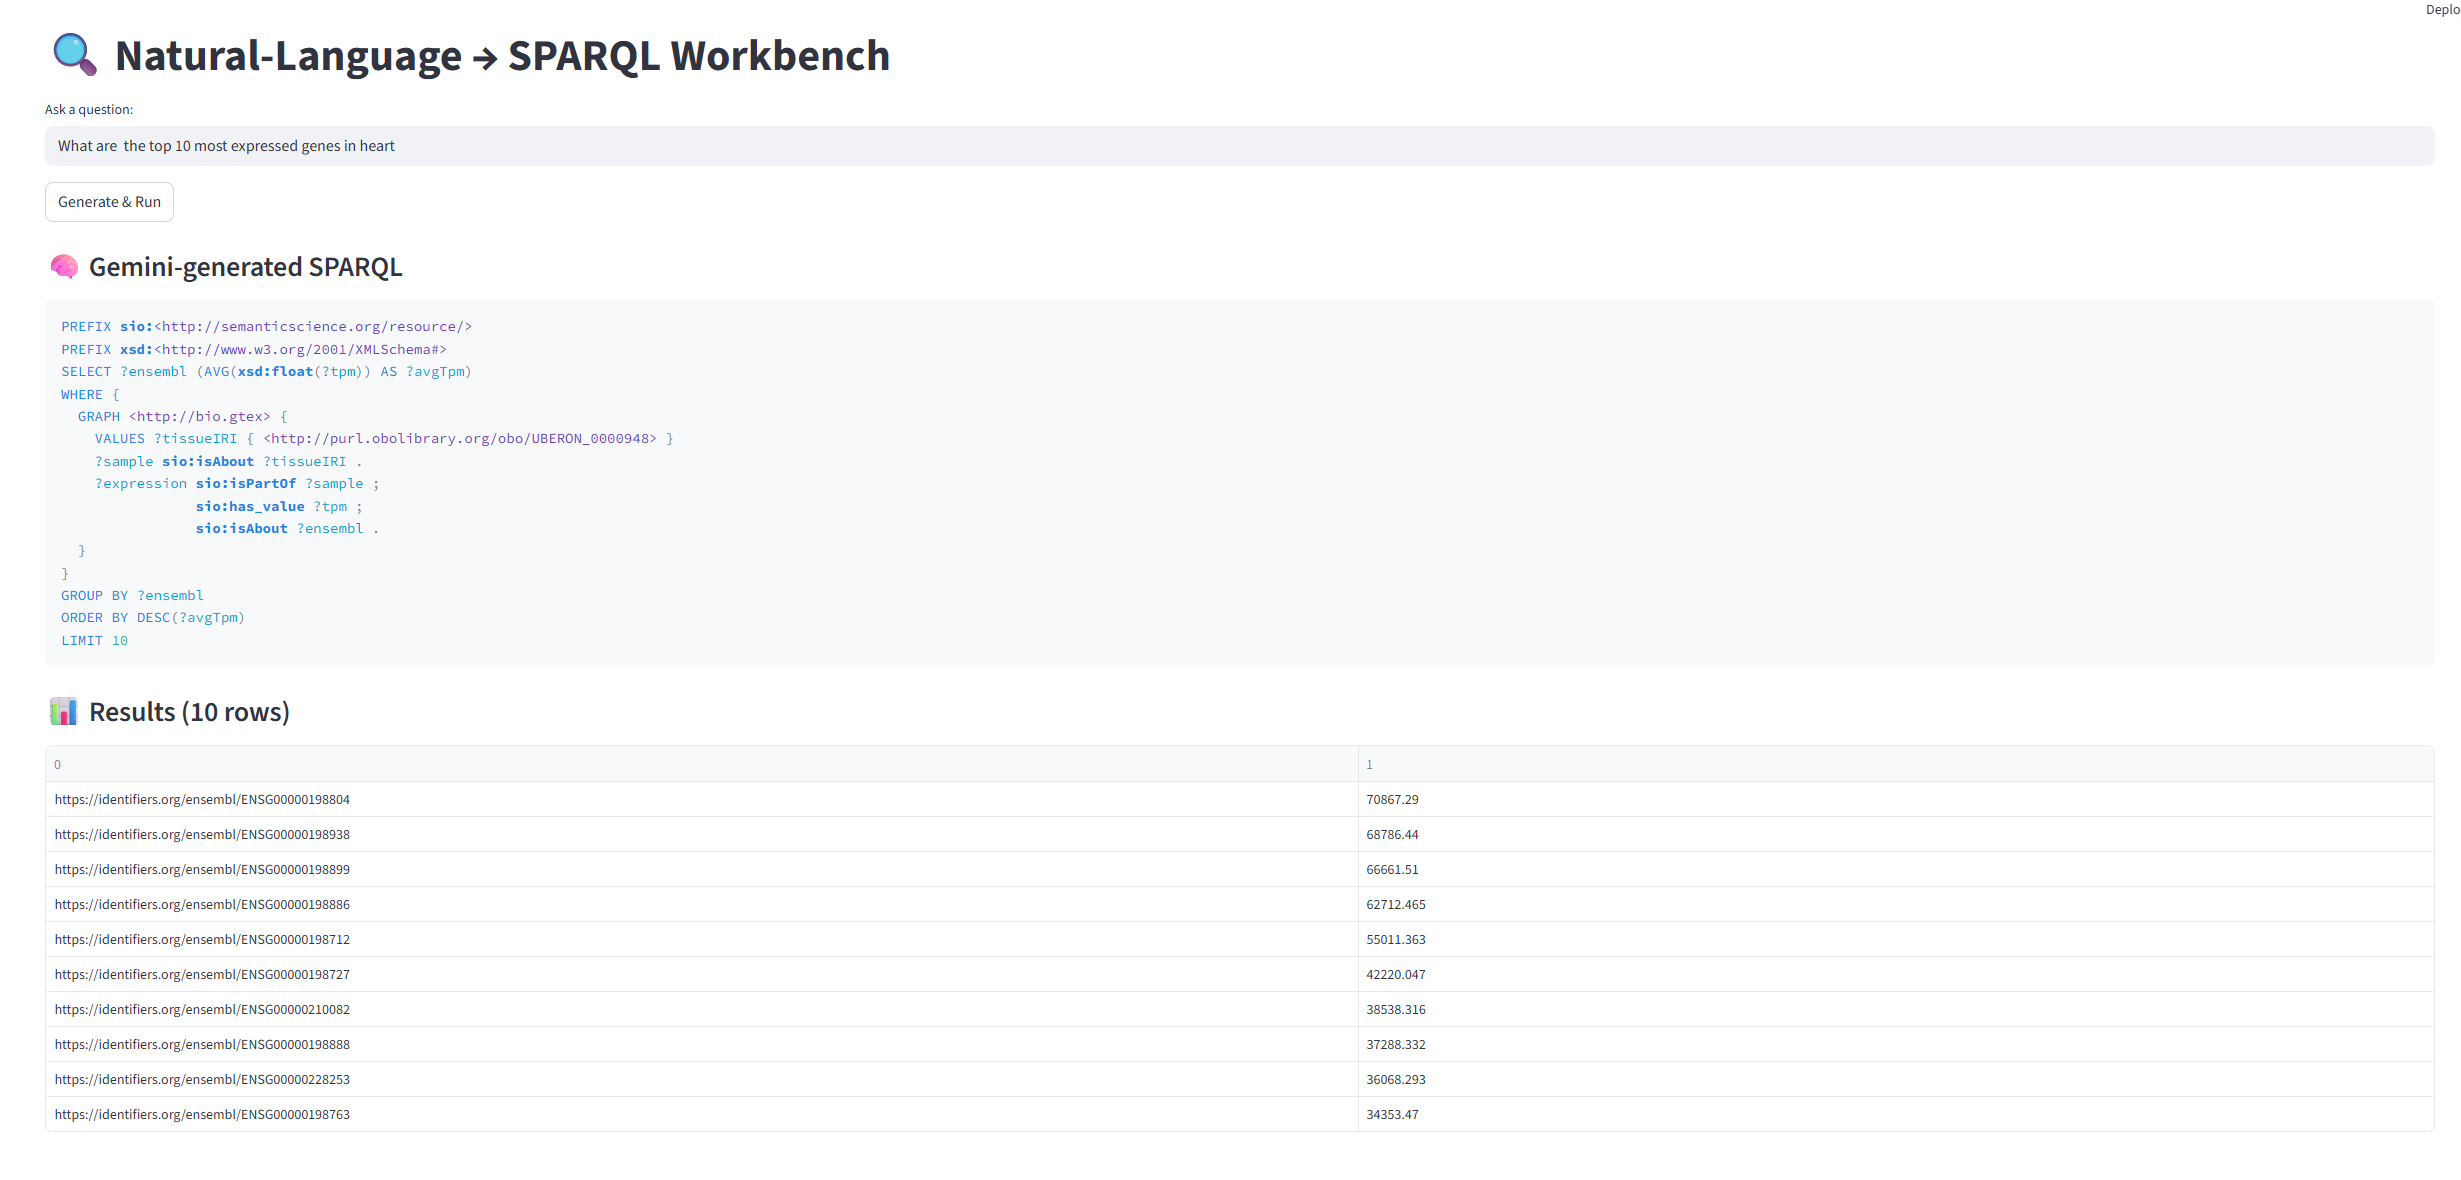 Deplo
Natural-Language → SPARQL Workbench
Ask a question:
What are  the top 10 most expressed genes in heart
Generate & Run
Gemini-generated SPARQL
PREFIX sio:<http://semanticscience.org/resource/>
PREFIX xsd:<http://www.w3.org/2001/XMLSchema#>
SELECT ?ensembl (AVG(xsd:float(?tpm)) AS ?avgTpm)
WHERE {
  GRAPH <http://bio.gtex> {
    VALUES ?tissueIRI { <http://purl.obolibrary.org/obo/UBERON_0000948> }
    ?sample sio:isAbout ?tissueIRI .
    ?expression sio:isPartOf ?sample ;
                sio:has_value ?tpm ;
                sio:isAbout ?ensembl .
  }
}
GROUP BY ?ensembl
ORDER BY DESC(?avgTpm)
LIMIT 10
Results (10 rows)
0 1
https://identifiers.org/ensembl/ENSG00000198804 70867.29
https://identifiers.org/ensembl/ENSG00000198938 68786.44
https://identifiers.org/ensembl/ENSG00000198899 66661.51
https://identifiers.org/ensembl/ENSG00000198886 62712.465
https://identifiers.org/ensembl/ENSG00000198712 55011.363
https://identifiers.org/ensembl/ENSG00000198727 42220.047
https://identifiers.org/ensembl/ENSG00000210082 38538.316
https://identifiers.org/ensembl/ENSG00000198888 37288.332
https://identifiers.org/ensembl/ENSG00000228253 36068.293
https://identifiers.org/ensembl/ENSG00000198763 34353.47